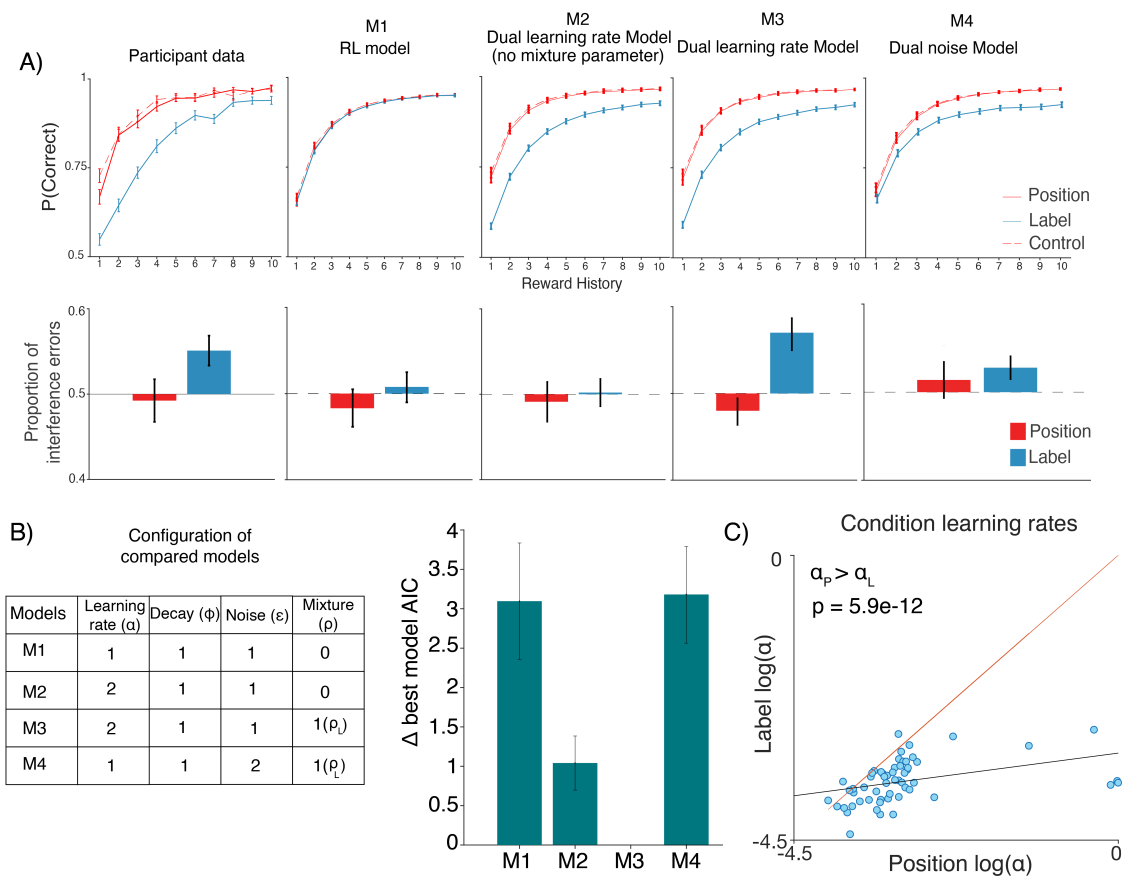 A)
Participant data
M1
RL model
M2
Dual learning rate Model
(no mixture parameter)
M3
Dual learning rate Model
M4
Dual noise Model
P(Correct)
1
0.75
0.5
1 2 3 4 5 6 7 8 9 10
1 2 3 4 5 6 7 8 9 10
1 2 3 4 5 6 7 8 9 10
1 2 3 4 5 6 7 8 9 10
1 2 3 4 5 6 7 8 9 10
Reward History
Position
Label
Control
Proportion of
interference errors
0.6
0.5
0.4
Position
Label
B)
Configuration of
compared models
Models Learning rate (α) Decay (ϕ) Noise (ε) Mixture (ρ)
M1 1 1 1 0
M2 2 1 1 0
M3 2 1 1 1(ρL)
M4 1 1 2 1(ρL)
Δ best model AIC
4
3.5
3
2.5
2
1.5
1
0.5
0
M1 M2 M3 M4
C)
Condition learning rates
αP > αL
p = 5.9e-12
Label log(α)
0
-4.5
-4.5 0
Position log(α)